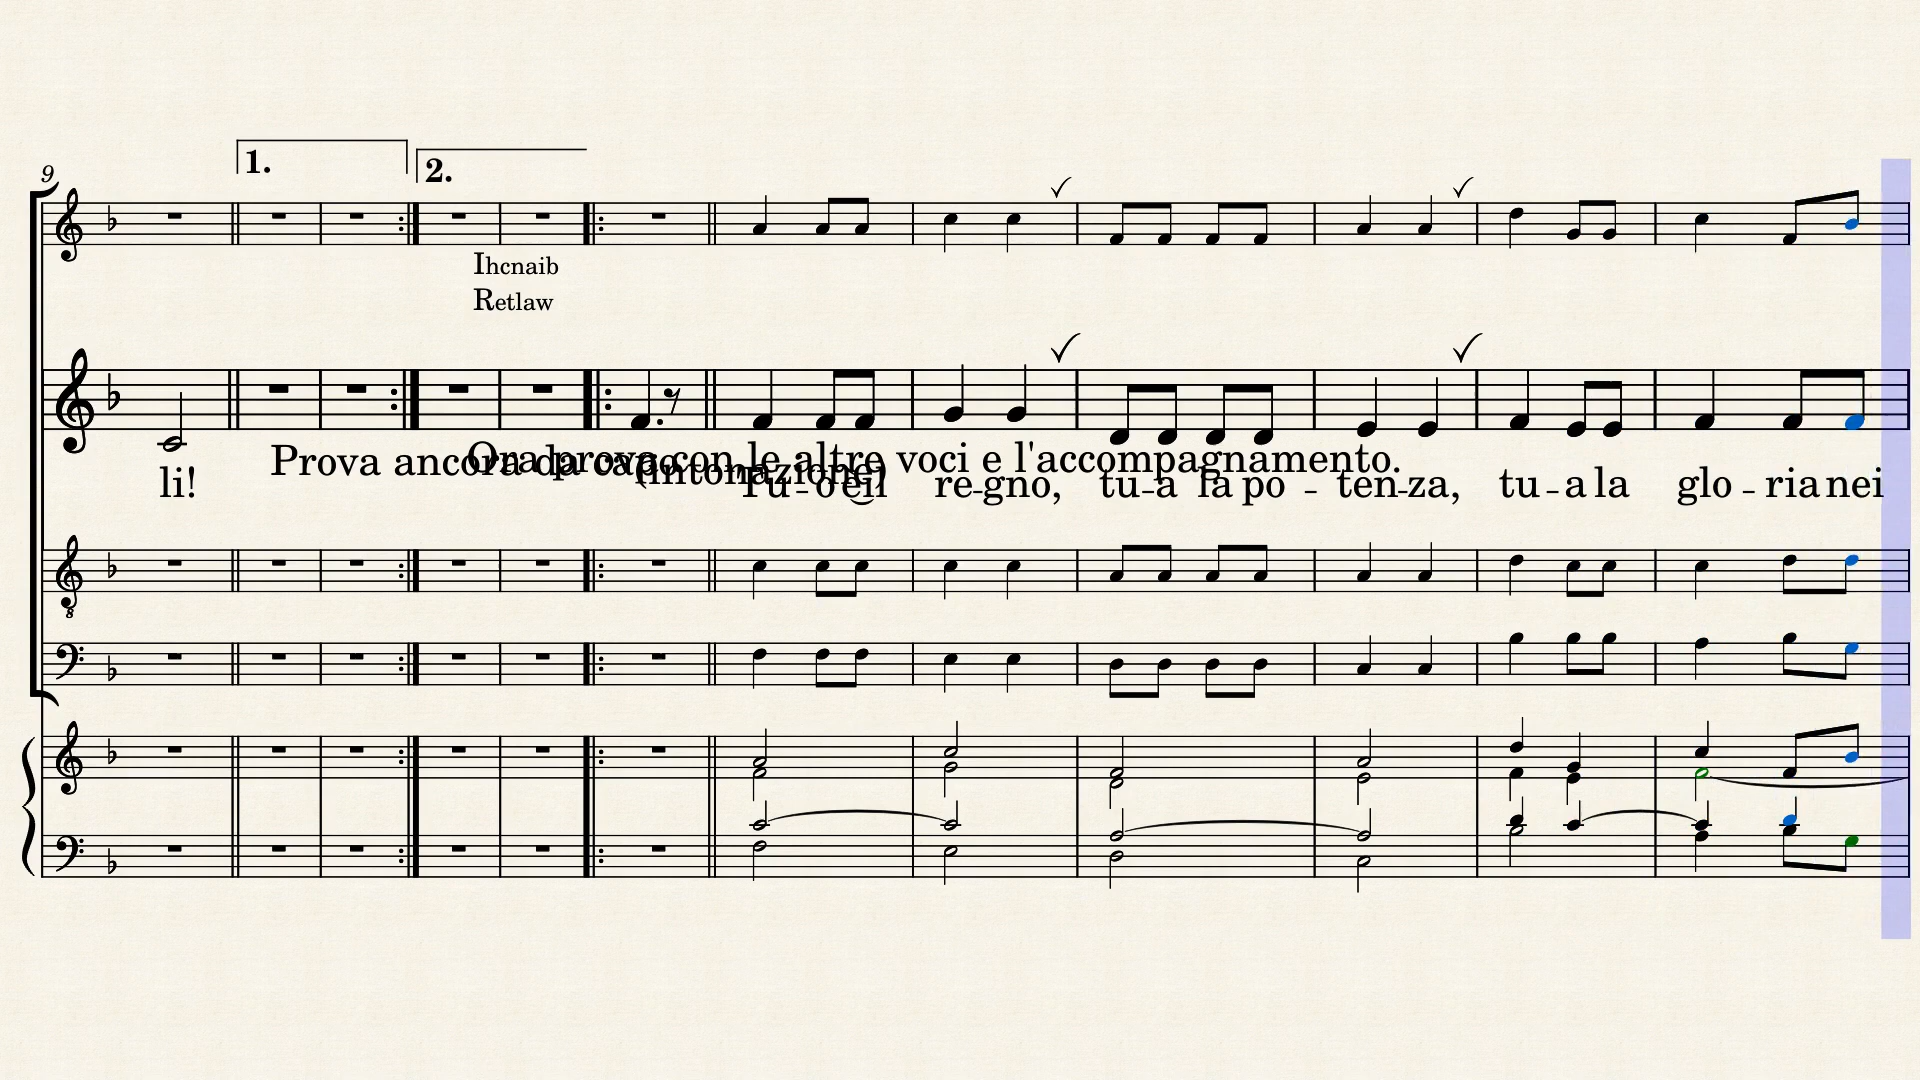 9
1.
2.
Ihcnaib
Retlaw
Prova ancora da capo
Ora prova con le altre voci e l'accompagnamento.
(intonazione)
li! Tu - o è il re - gno, tu - a la po - ten - za, tu - a la glo - ria nei